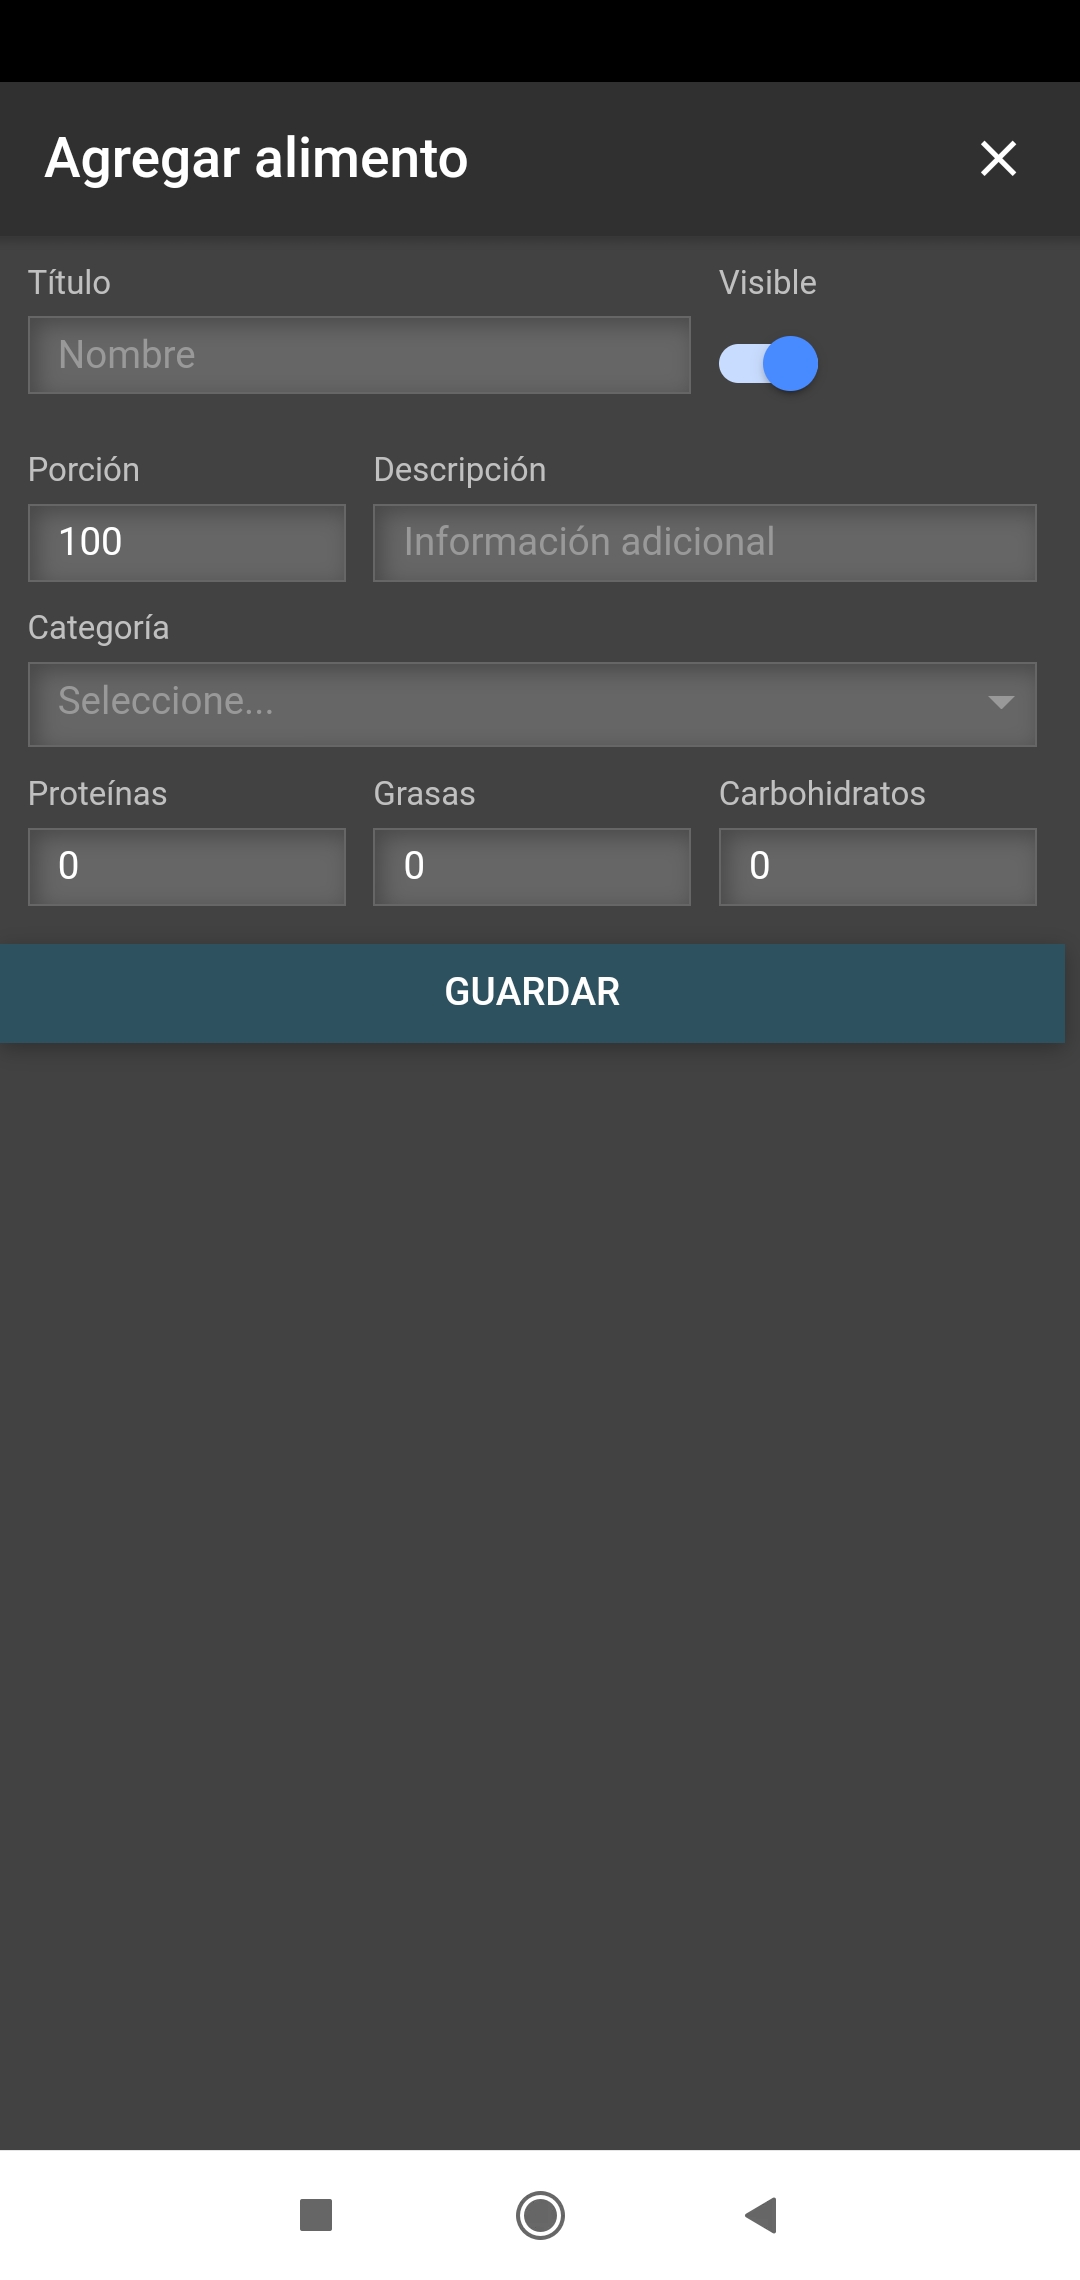 Agregar alimento
Título
Visible
Nombre
Porción
Descripción
100
Información adicional
Categoría
Seleccione...
Proteínas
Grasas
Carbohidratos
0
0
0
GUARDAR